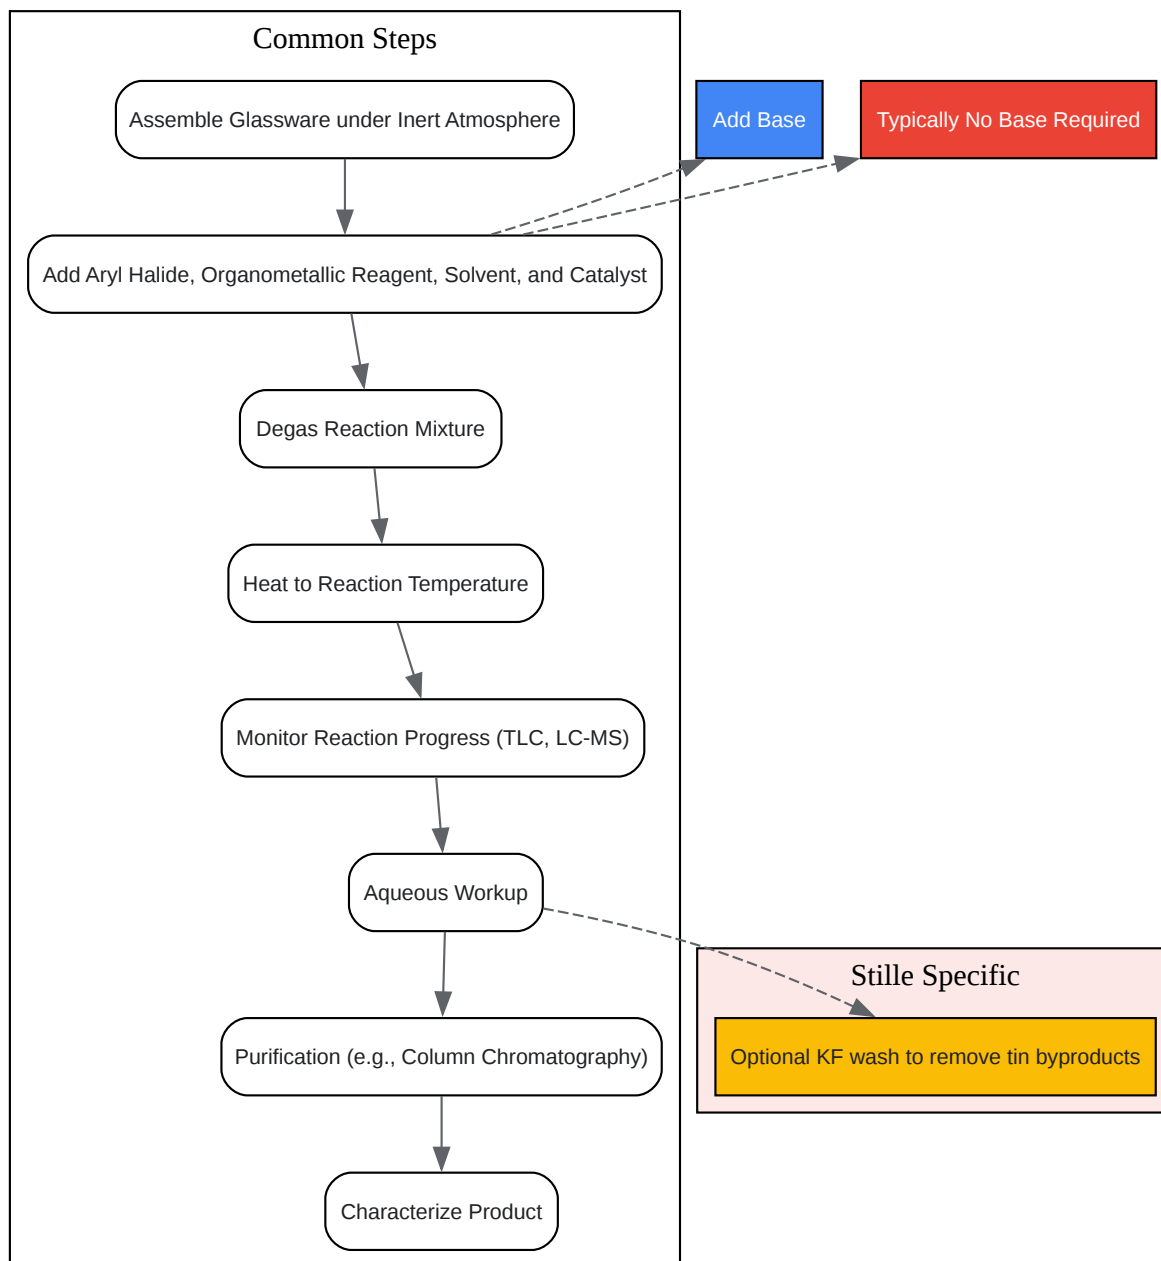 Common Steps
Assemble Glassware under Inert Atmosphere
Add Base
Typically No Base Required
Add Aryl Halide, Organometallic Reagent, Solvent, and Catalyst
Degas Reaction Mixture
Heat to Reaction Temperature
Monitor Reaction Progress (TLC, LC-MS)
Aqueous Workup
Stille Specific
Purification (e.g., Column Chromatography)
Optional KF wash to remove tin byproducts
Characterize Product